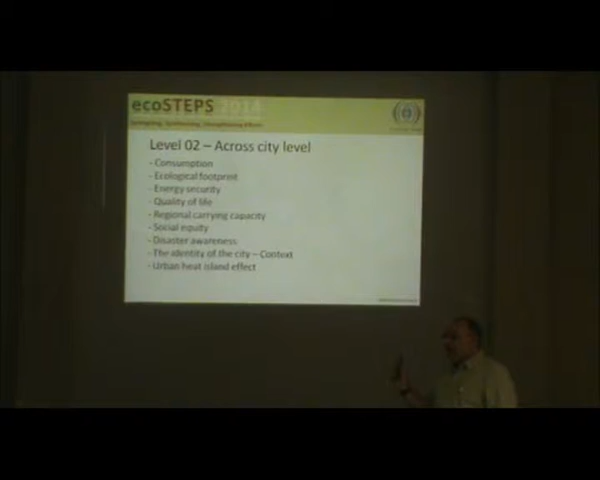 ecoSTEPS 2014
Level 02 – Across city level
- Consumption
- Ecological footprint
- Energy security
- Quality of life
- Regional carrying capacity
- Social equity
- Disaster awareness
- The identity of the city – Context
- Urban heat island effect